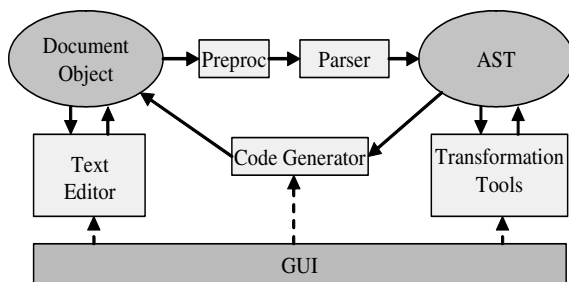 Document
Object
Preproc
Parser
AST
Text
Editor
Code Generator
Transformation
Tools
GUI